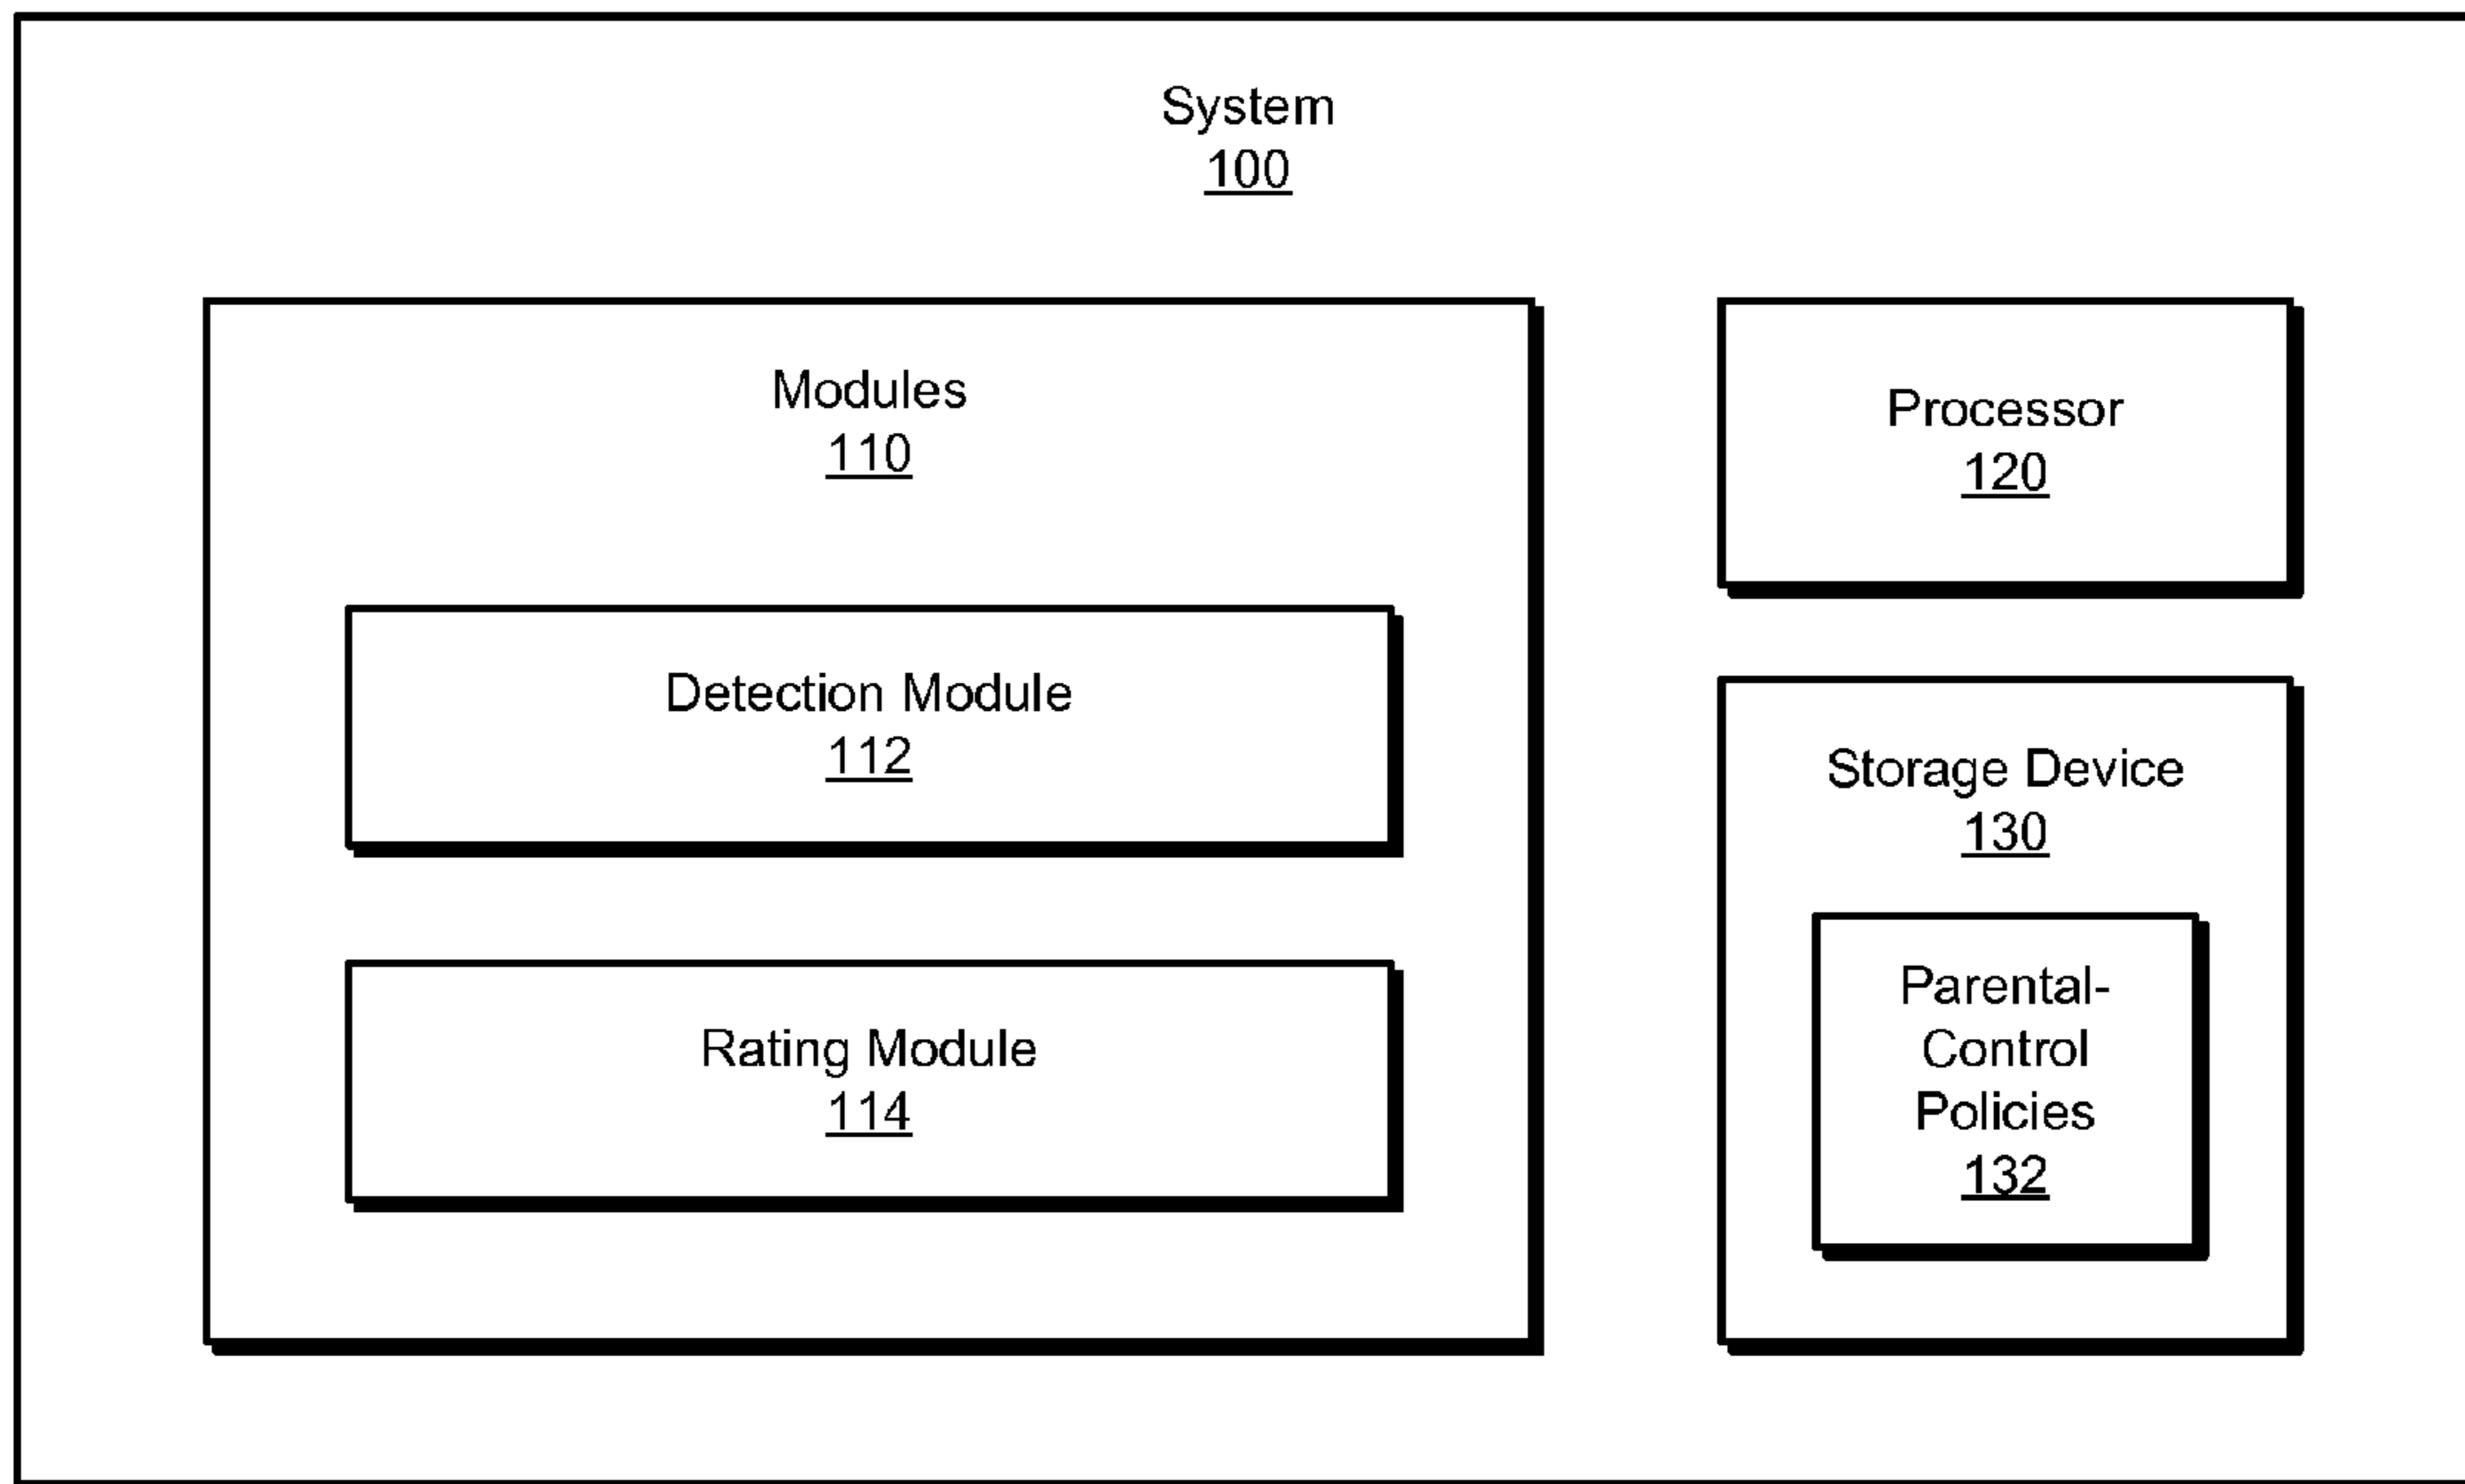 System
100
Modules
110
Detection Module
112
Rating Module
114
Processor
120
Storage Device
130
Parental-
Control
Policies
132